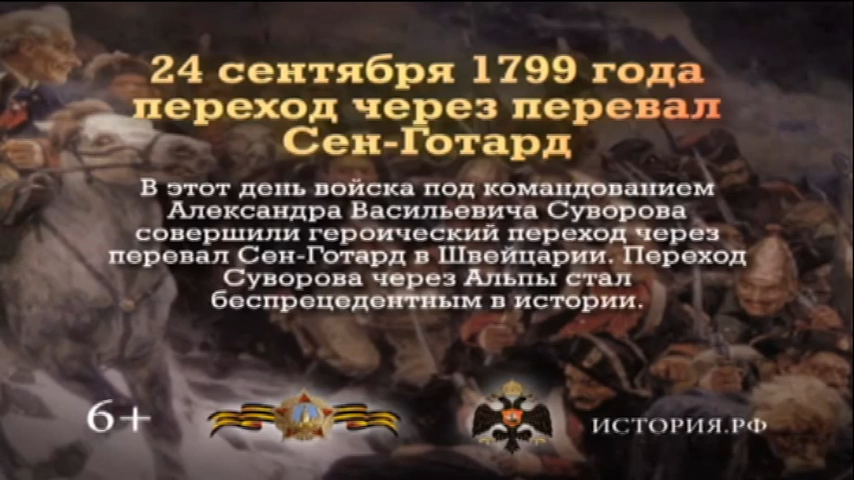 24 сентября 1799 года
переход через перевал
Сен-Готард
В этот день войска под командованием
Александра Васильевича Суворова
совершили героический переход через
перевал Сен-Готард в Швейцарии. Переход
Суворова через Альпы стал
беспрецедентным в истории.
6+
ИСТОРИЯ.РФ